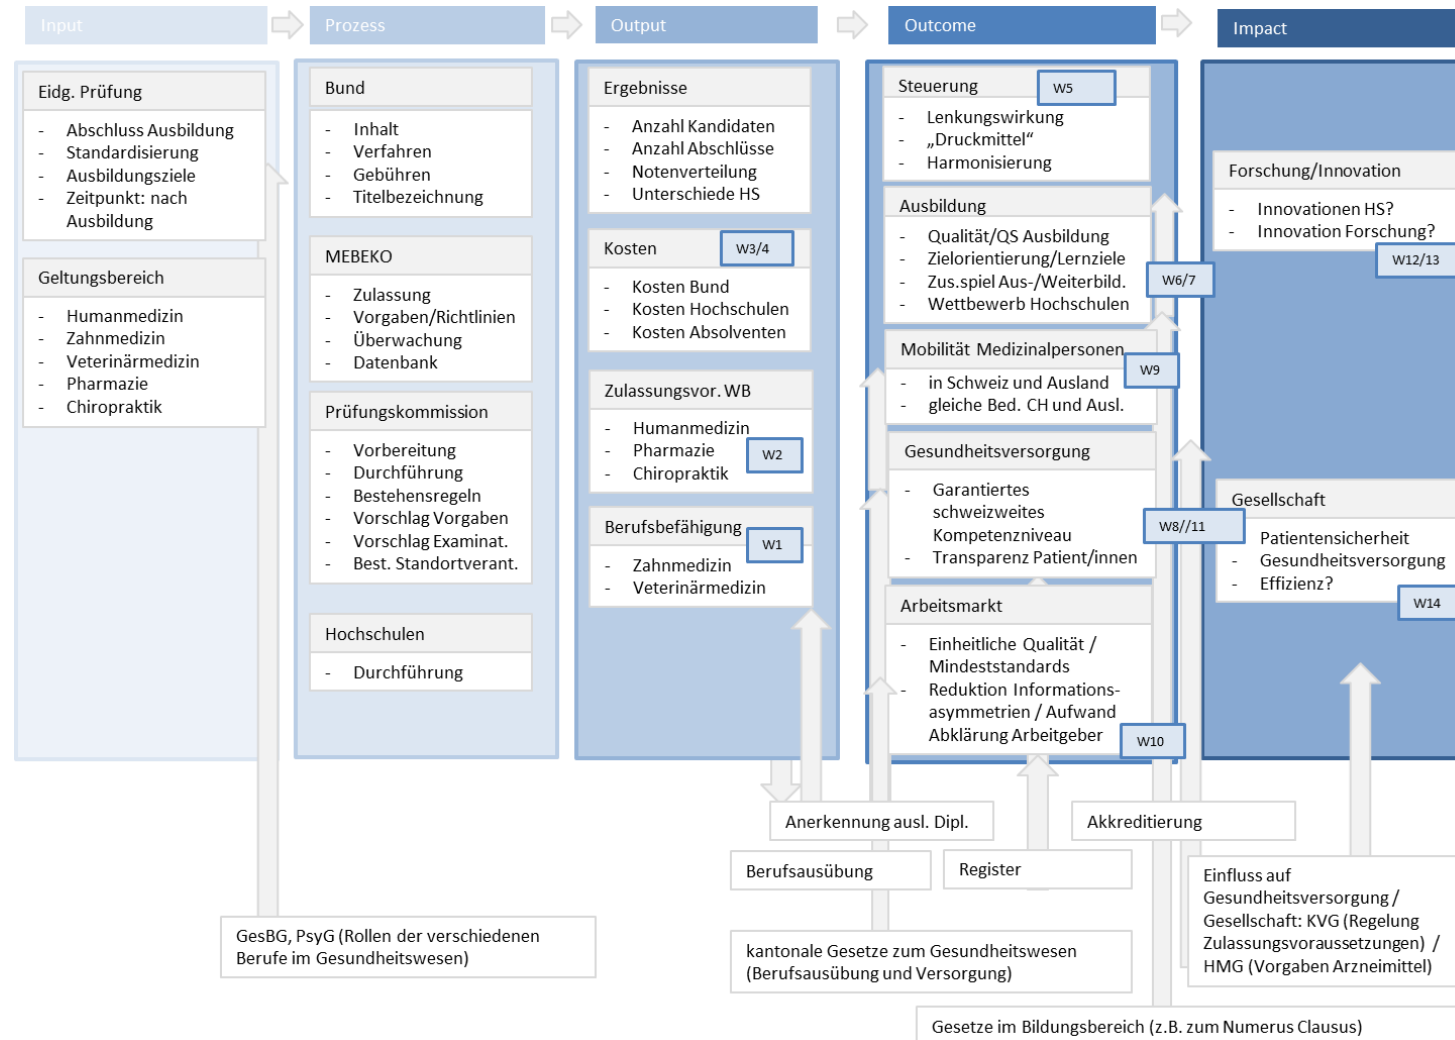 Input
Prozess
Output
Outcome
Impact
Eidg. Prüfung
- Abschluss Ausbildung
- Standardisierung
- Ausbildungsziele
- Zeitpunkt: nach
Ausbildung
Geltungsbereich
- Humanmedizin
- Zahnmedizin
- Veterinärmedizin
- Pharmazie
- Chiropraktik
Bund
- Inhalt
- Verfahren
- Gebühren
- Titelbezeichnung
MEBEKO
- Zulassung
- Vorgaben/Richtlinien
- Überwachung
- Datenbank
Prüfungskommission
- Vorbereitung
- Durchführung
- Bestehensregeln
- Vorschlag Vorgaben
- Vorschlag Examinat.
- Best. Standortverant.
Hochschulen
- Durchführung
Ergebnisse
- Anzahl Kandidaten
- Anzahl Abschlüsse
- Notenverteilung
- Unterschiede HS
Kosten
W3/4
- Kosten Bund
- Kosten Hochschulen
- Kosten Absolventen
Zulassungsvor. WB
- Humanmedizin
- Pharmazie
- Chiropraktik
W2
Berufsbefähigung
W1
- Zahnmedizin
- Veterinärmedizin
Steuerung
W5
- Lenkungswirkung
- „Druckmittel“
- Harmonisierung
Ausbildung
- Qualität/QS Ausbildung
- Zielorientierung/Lernziele
- Zus.spiel Aus-/Weiterbild.
- Wettbewerb Hochschulen
W6/7
Mobilität Medizinalpersonen
W9
- in Schweiz und Ausland
- gleiche Bed. CH und Ausl.
Gesundheitsversorgung
- Garantiertes
schweizweites
Kompetenzniveau
- Transparenz Patient/innen
W8//11
Arbeitsmarkt
- Einheitliche Qualität /
Mindeststandards
- Reduktion Informations-
asymmetrien / Aufwand
Abklärung Arbeitgeber
W10
Forschung/Innovation
- Innovationen HS?
- Innovation Forschung?
W12/13
Gesellschaft
Patientensicherheit
- Gesundheitsversorgung
- Effizienz?
W14
Anerkennung ausl. Dipl.
Akkreditierung
Berufsausübung
Register
GesBG, PsyG (Rollen der verschiedenen
Berufe im Gesundheitswesen)
kantonale Gesetze zum Gesundheitswesen
(Berufsausübung und Versorgung)
Einfluss auf
Gesundheitsversorgung /
Gesellschaft: KVG (Regelung
Zulassungsvoraussetzungen) /
HMG (Vorgaben Arzneimittel)
Gesetze im Bildungsbereich (z.B. zum Numerus Clausus)